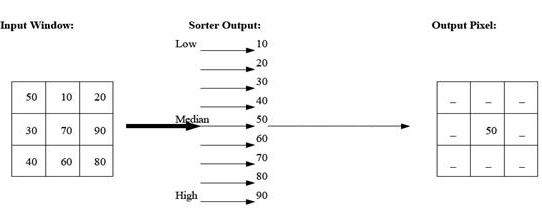 Input Window:
Sorter Output:
Output Pixel:
Low
10
20
30
40
Median
50
60
70
80
High
90
50 10 20
30 70 90
40 60 80
_ _ _
_ 50 _
_ _ _